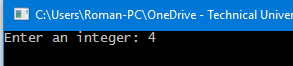 C:\Users\Roman-PC\OneDrive - Technical Univer
Enter an integer: 4